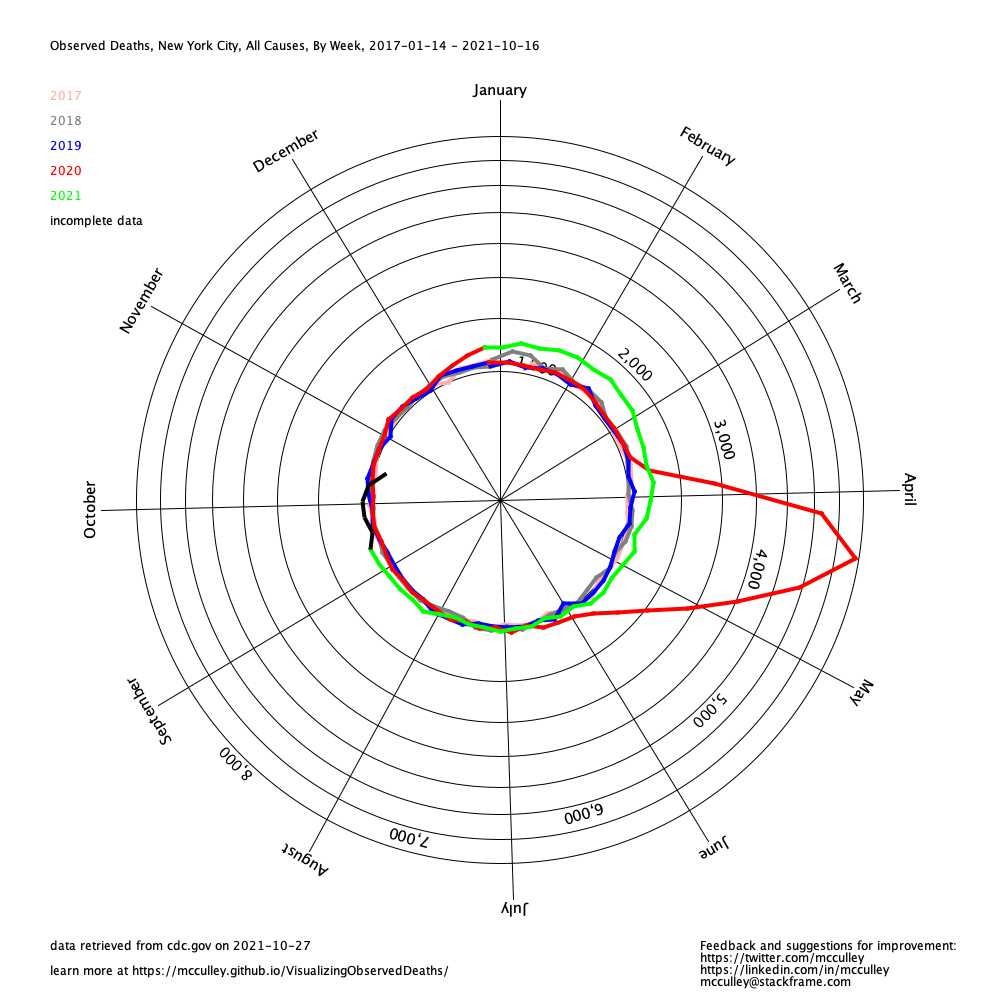 Observed Deaths, New York City, All Causes, By Week, 2017-01-14 - 2021-10-16
January
2017
2018
2019
2020
2021
incomplete data
December
February
November
March
1,000
2,000
3,000
October
April
4,000
September
May
5,000
8,000
6,000
7,000
August
June
July
data retrieved from cdc.gov on 2021-10-27
learn more at https://mcculley.github.io/VisualizingObservedDeaths/
Feedback and suggestions for improvement:
https://twitter.com/mcculley
https://linkedin.com/in/mcculley
mcculley@stackframe.com